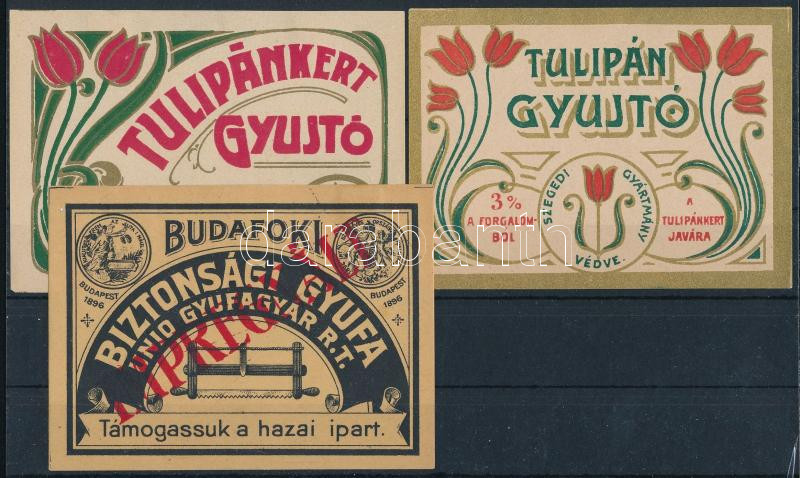 TULIPÁNKERT
GYUJTÓ
TULIPÁN
GYUJTÓ
3%
A FORGALOM-
BÓL
SZEGEDI GYÁRTMÁNY
VÉDVE.
A
TULIPÁNKERT
JAVÁRA
BUDAFOKI
BUDAPEST
1896
BUDAPEST
1896
BIZTONSÁGI GYUFA
UNIO GYUFAGYÁR R.T.
Támogassuk a hazai ipart.
darabanth